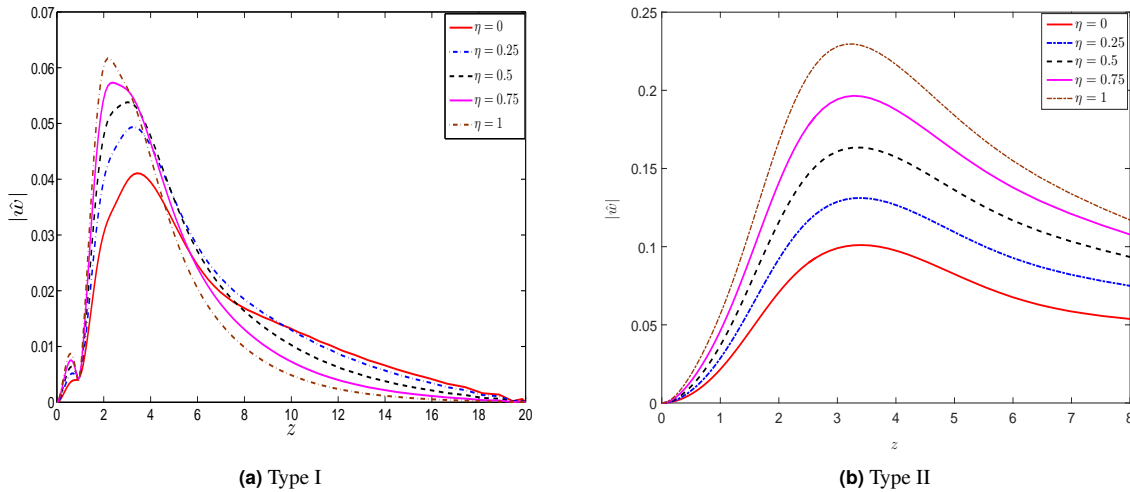 0.07
0.06
0.05
0.04
0.03
0.02
0.01
0
|ŵ|
0 2 4 6 8 10 12 14 16 18 20
z
η = 0
η = 0.25
η = 0.5
η = 0.75
η = 1
(a) Type I
0.25
0.2
0.15
0.1
0.05
0
|ŵ|
0 1 2 3 4 5 6 7 8
z
η = 0
η = 0.25
η = 0.5
η = 0.75
η = 1
(b) Type II